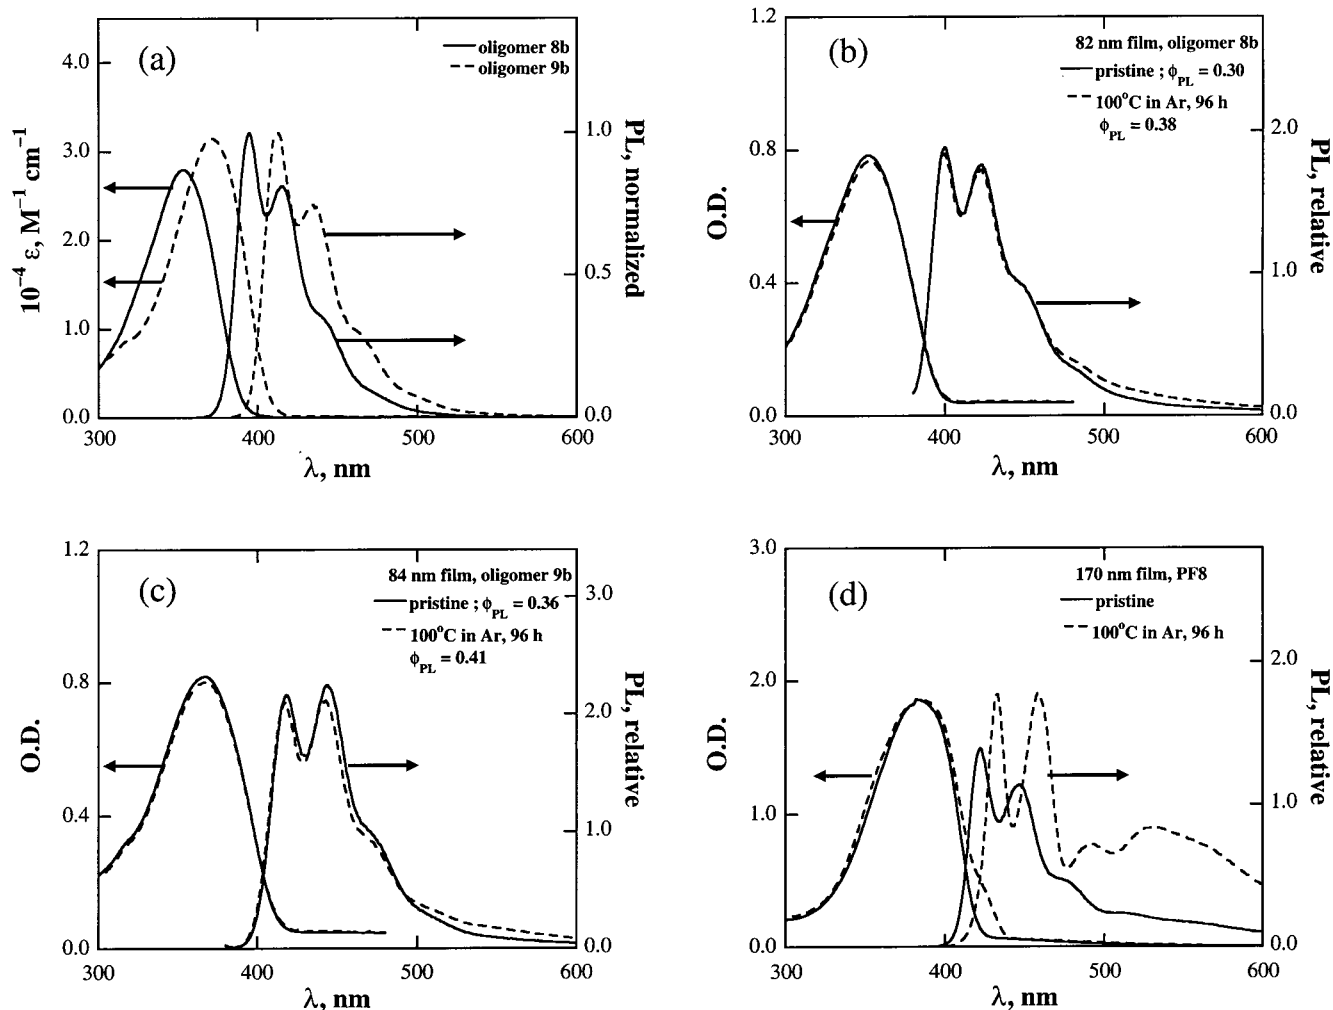 (a)
oligomer 8b
oligomer 9b
4.0
3.0
2.0
1.0
0.0
10⁻⁴ ε, M⁻¹ cm⁻¹
1.0
0.5
0.0
PL, normalized
300 400 500 600
λ, nm
(b)
82 nm film, oligomer 8b
pristine ; ϕPL = 0.30
100°C in Ar, 96 h
ϕPL = 0.38
1.2
0.8
0.4
0.0
O.D.
2.0
1.0
0.0
PL, relative
300 400 500 600
λ, nm
(c)
84 nm film, oligomer 9b
pristine ; ϕPL = 0.36
100°C in Ar, 96 h
ϕPL = 0.41
1.2
0.8
0.4
0.0
O.D.
3.0
2.0
1.0
0.0
PL, relative
300 400 500 600
λ, nm
(d)
170 nm film, PF8
pristine
100°C in Ar, 96 h
3.0
2.0
1.0
0.0
O.D.
2.0
1.0
0.0
PL, relative
300 400 500 600
λ, nm